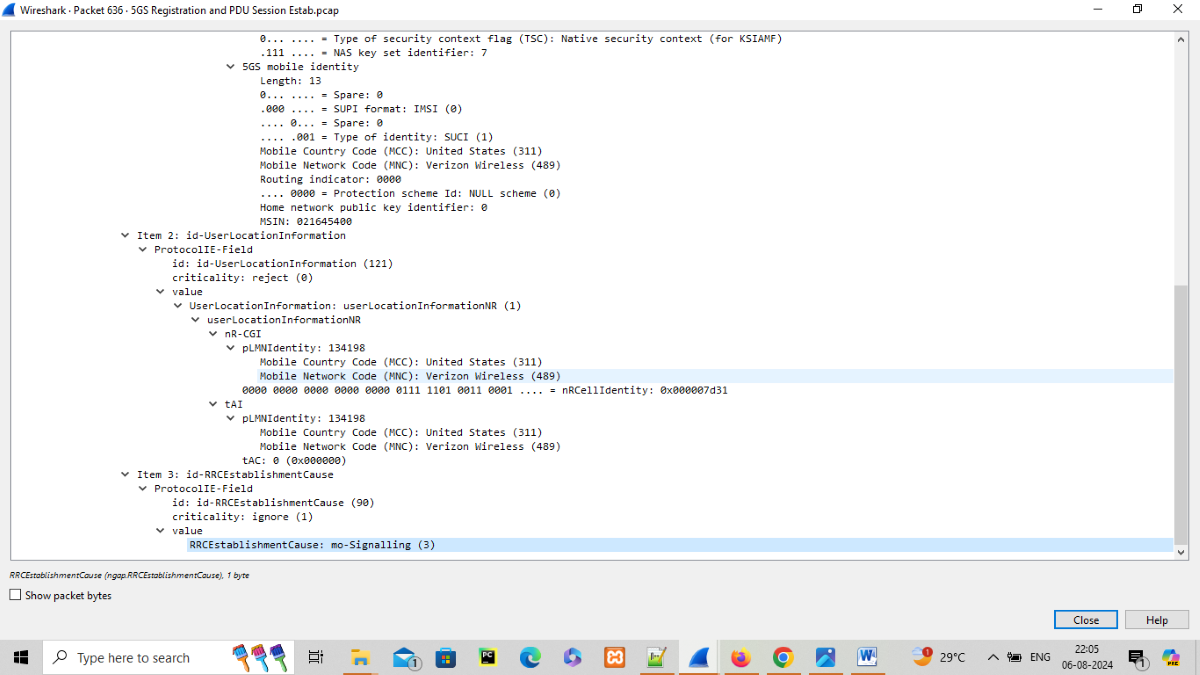 Wireshark · Packet 636 · 5GS Registration and PDU Session Estab.pcap
0... .... = Type of security context flag (TSC): Native security context (for KSIAMF)
.111 .... = NAS key set identifier: 7
5GS mobile identity
Length: 13
0... .... = Spare: 0
.000 .... = SUPI format: IMSI (0)
.... 0... = Spare: 0
.... .001 = Type of identity: SUCI (1)
Mobile Country Code (MCC): United States (311)
Mobile Network Code (MNC): Verizon Wireless (489)
Routing indicator: 0000
.... 0000 = Protection scheme Id: NULL scheme (0)
Home network public key identifier: 0
MSIN: 021645400
Item 2: id-UserLocationInformation
ProtocolIE-Field
id: id-UserLocationInformation (121)
criticality: reject (0)
value
UserLocationInformation: userLocationInformationNR (1)
userLocationInformationNR
nR-CGI
pLMNIdentity: 134198
Mobile Country Code (MCC): United States (311)
Mobile Network Code (MNC): Verizon Wireless (489)
0000 0000 0000 0000 0000 0111 1101 0011 0001 .... = nRCellIdentity: 0x000007d31
tAI
pLMNIdentity: 134198
Mobile Country Code (MCC): United States (311)
Mobile Network Code (MNC): Verizon Wireless (489)
tAC: 0 (0x000000)
Item 3: id-RRCEstablishmentCause
ProtocolIE-Field
id: id-RRCEstablishmentCause (90)
criticality: ignore (1)
value
RRCEstablishmentCause: mo-Signalling (3)
RRCEstablishmentCause (ngap.RRCEstablishmentCause), 1 byte
Show packet bytes
Close Help
Type here to search
1
PC
W
1
29°C
ENG
22:05
06-08-2024
1
PRE